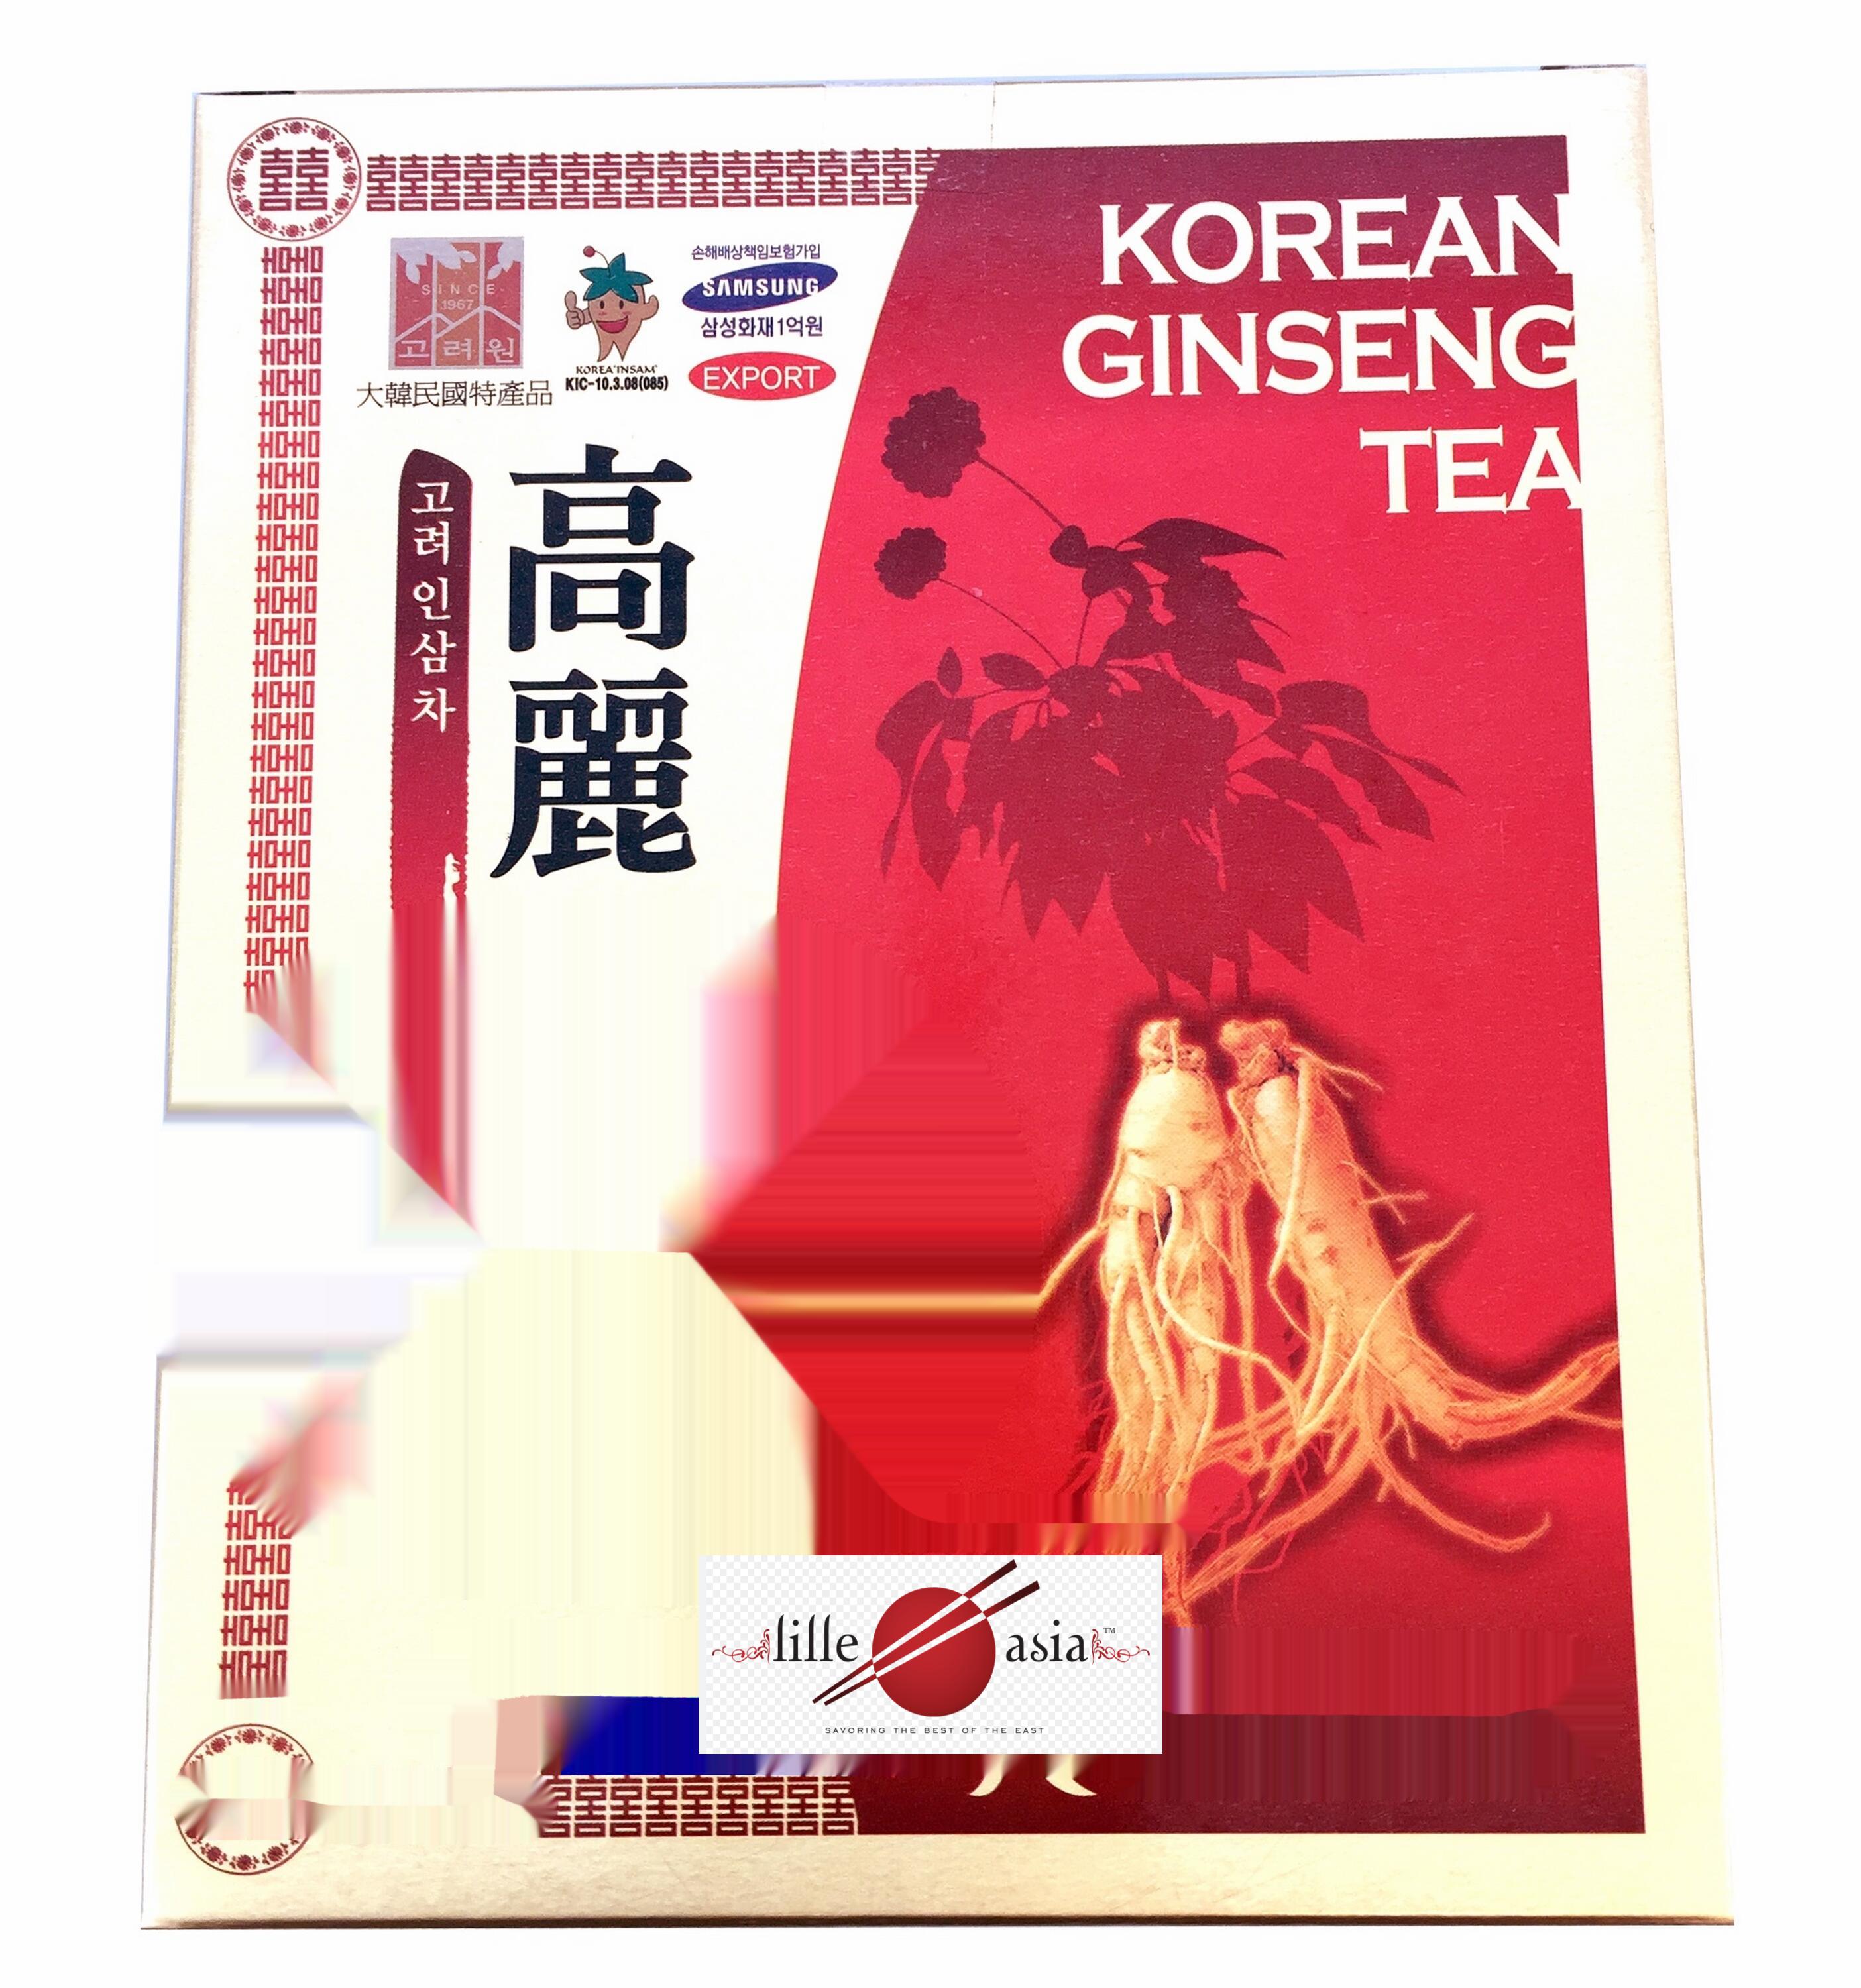 KOREAN
GINSENG
TEA
SINCE
1967
고려원
大韓民國特産品
KOREA INSAM
KIC-10.3.08(085)
손해배상책임보험가입
SAMSUNG
삼성화재1억원
EXPORT
고려인삼차
高麗
lille asia™
SAVORING THE BEST OF THE EAST